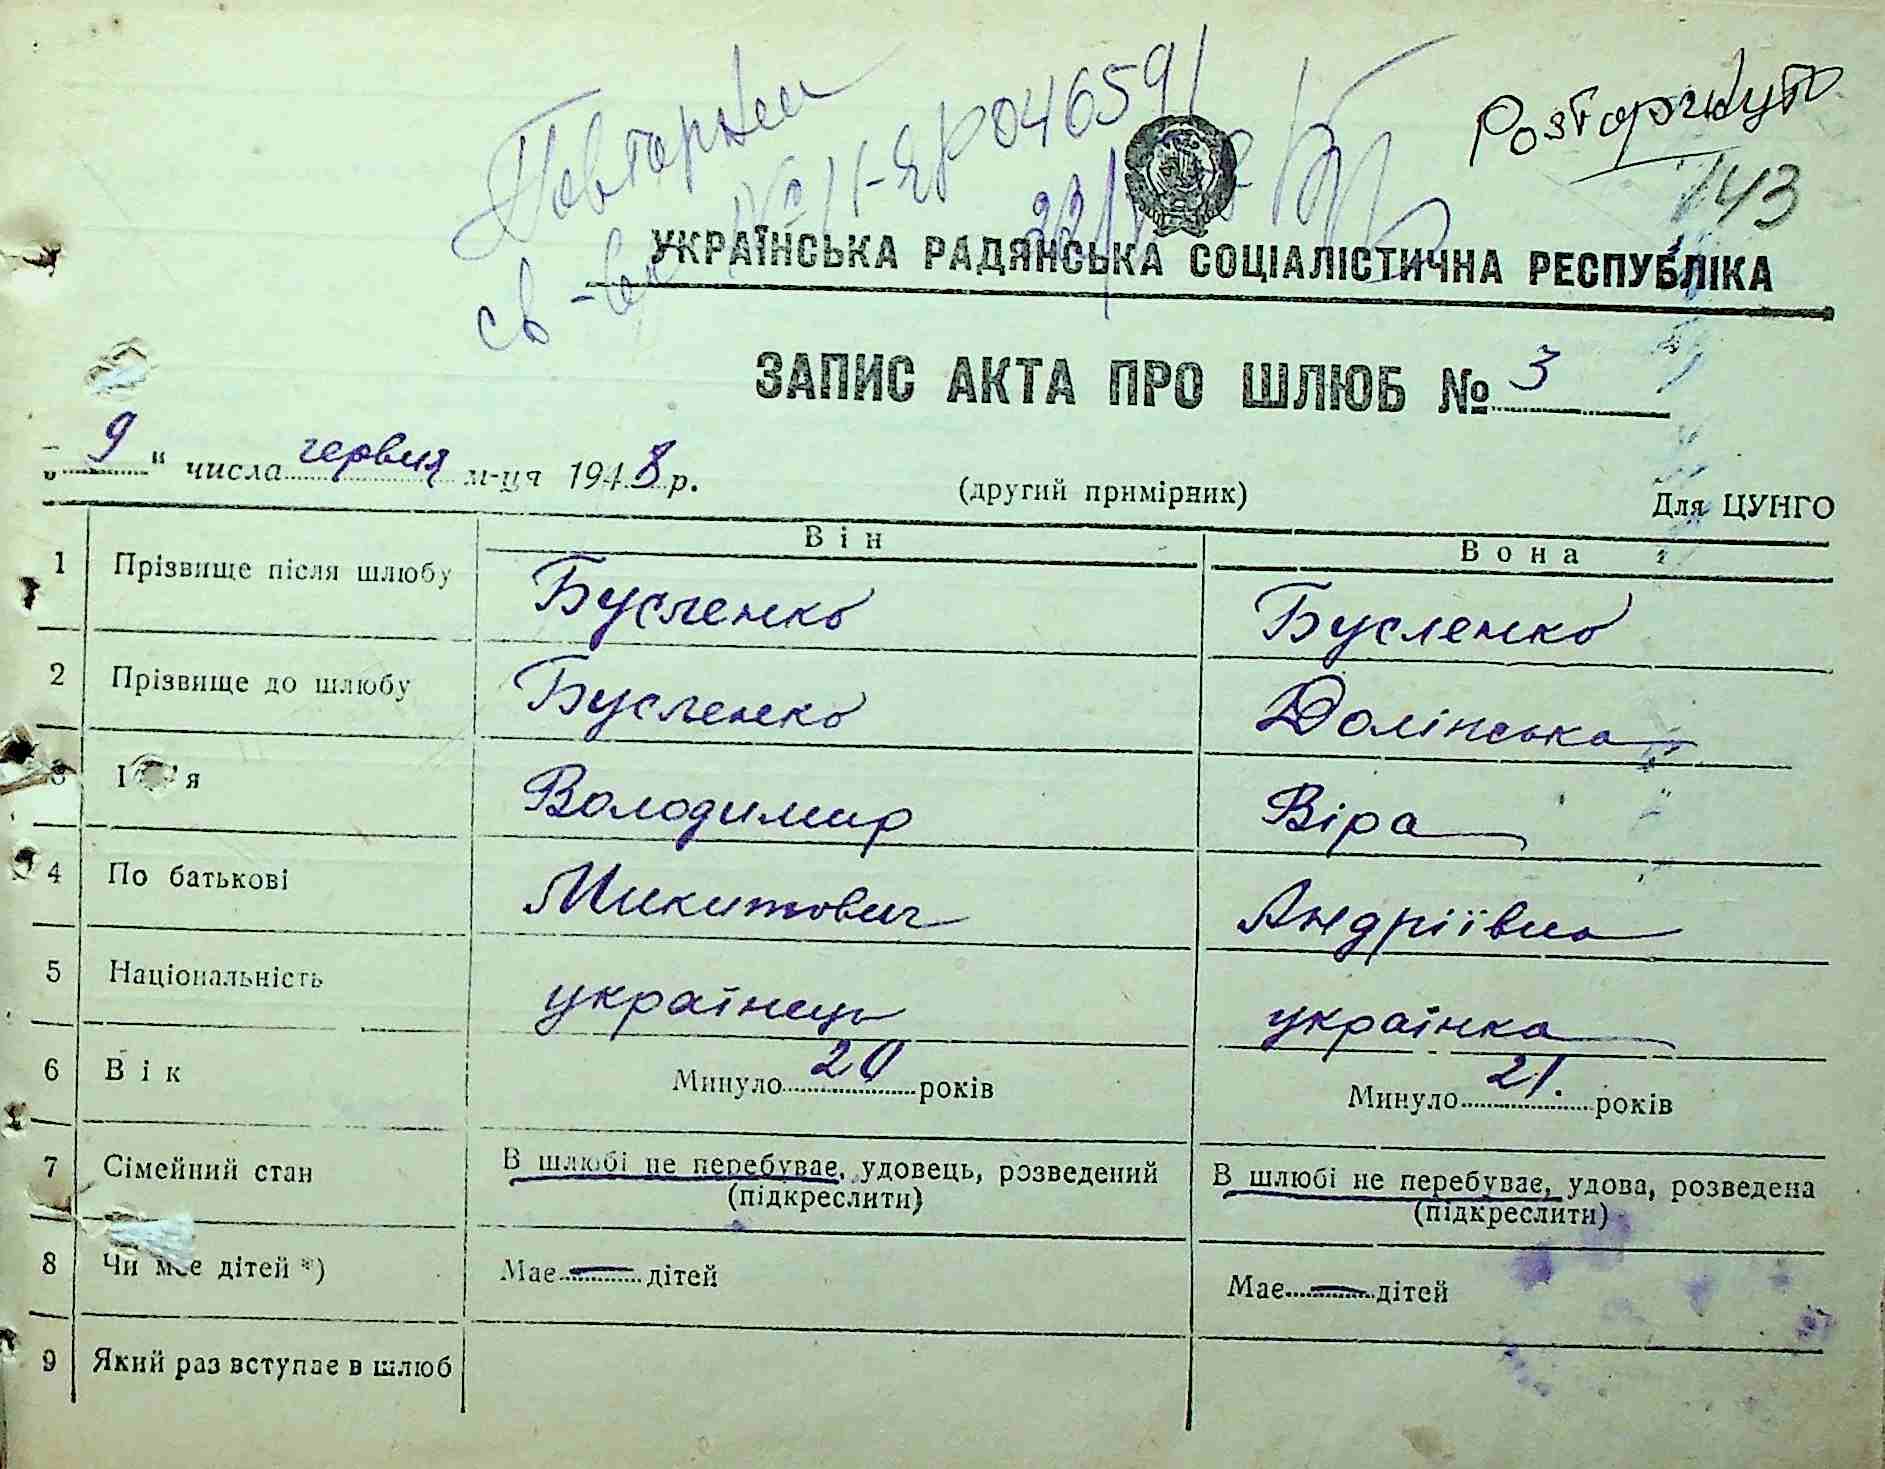 Повторни
св-во № II-ЯР 046591
Розторгнуто
143
УКРАЇНСЬКА РАДЯНСЬКА СОЦІАЛІСТИЧНА РЕСПУБЛІКА
ЗАПИС АКТА ПРО ШЛЮБ № 3
„9“ числа червня м-ця 1948 р. (другий примірник) Для ЦУНГО
Він Вона
1 Прізвище після шлюбу Бусленко Бусленко
2 Прізвище до шлюбу Бусленко Долінська
3 І'я Володимир Віра
4 По батькові Микитович Андріївна
5 Національність українець українка
6 Вік Минуло 20 років Минуло 21. років
7 Сімейний стан В шлюбі не перебуває, удовець, розведений (підкреслити) В шлюбі не перебуває, удова, розведена (підкреслити)
8 Чи має дітей *) Має — дітей Має — дітей
9 Який раз вступає в шлюб